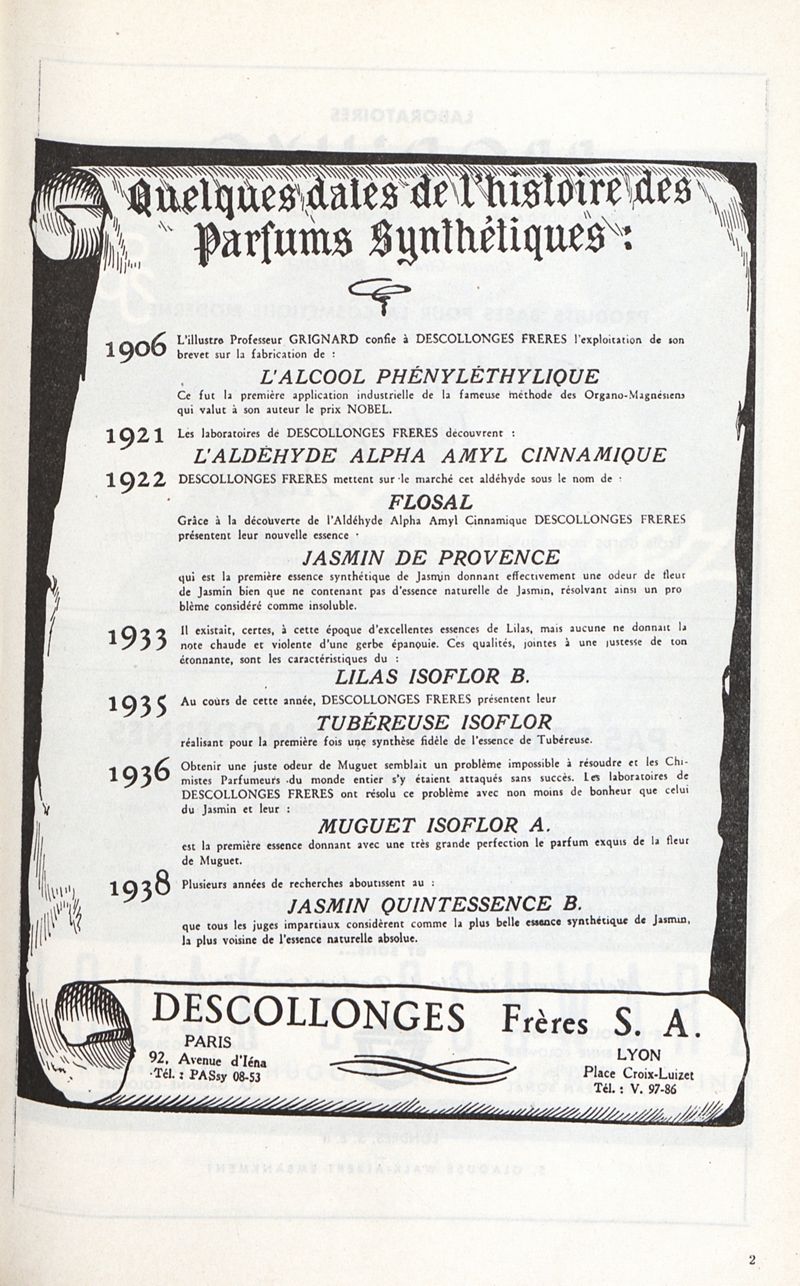 Quelques dates de l'histoire des
Parfums Synthétiques :
1906 L'illustre Professeur GRIGNARD confie à DESCOLLONGES FRERES l'exploitation de son
brevet sur la fabrication de :
L'ALCOOL PHÉNYLÉTHYLIQUE
Ce fut la première application industrielle de la fameuse méthode des Organo-Magnésiens
qui valut à son auteur le prix NOBEL.
1921 Les laboratoires de DESCOLLONGES FRERES découvrent :
L'ALDÉHYDE ALPHA AMYL CINNAMIQUE
1922 DESCOLLONGES FRERES mettent sur le marché cet aldéhyde sous le nom de :
FLOSAL
Grâce à la découverte de l'Aldéhyde Alpha Amyl Cinnamique DESCOLLONGES FRERES
présentent leur nouvelle essence :
JASMIN DE PROVENCE
qui est la première essence synthétique de Jasmin donnant effectivement une odeur de fleur
de Jasmin bien que ne contenant pas d'essence naturelle de Jasmin, résolvant ainsi un pro
blème considéré comme insoluble.
1933 Il existait, certes, à cette époque d'excellentes essences de Lilas, mais aucune ne donnait la
note chaude et violente d'une gerbe épanouie. Ces qualités, jointes à une justesse de ton
étonnante, sont les caractéristiques du :
LILAS ISOFLOR B.
1935 Au cours de cette année, DESCOLLONGES FRERES présentent leur
TUBÉREUSE ISOFLOR
réalisant pour la première fois une synthèse fidèle de l'essence de Tubéreuse.
1936 Obtenir une juste odeur de Muguet semblait un problème impossible à résoudre et les Chi-
mistes Parfumeurs du monde entier s'y étaient attaqués sans succès. Les laboratoires de
DESCOLLONGES FRERES ont résolu ce problème avec non moins de bonheur que celui
du Jasmin et leur :
MUGUET ISOFLOR A.
est la première essence donnant avec une très grande perfection le parfum exquis de la fleur
de Muguet.
1938 Plusieurs années de recherches aboutissent au :
JASMIN QUINTESSENCE B.
que tous les juges impartiaux considèrent comme la plus belle essence synthétique de Jasmin,
la plus voisine de l'essence naturelle absolue.
DESCOLLONGES Frères S. A.
PARIS
92, Avenue d'Iéna
Tél. : PASsy 08-53
LYON
Place Croix-Luizet
Tél. : V. 97-86
2